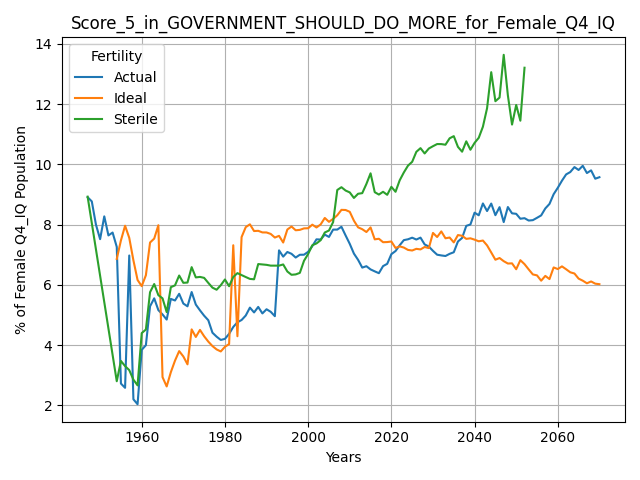 Score_5_in_GOVERNMENT_SHOULD_DO_MORE_for_Female_Q4_IQ
Fertility
Actual
Ideal
Sterile
% of Female Q4_IQ Population
14
12
10
8
6
4
2
1960 1980 2000 2020 2040 2060
Years